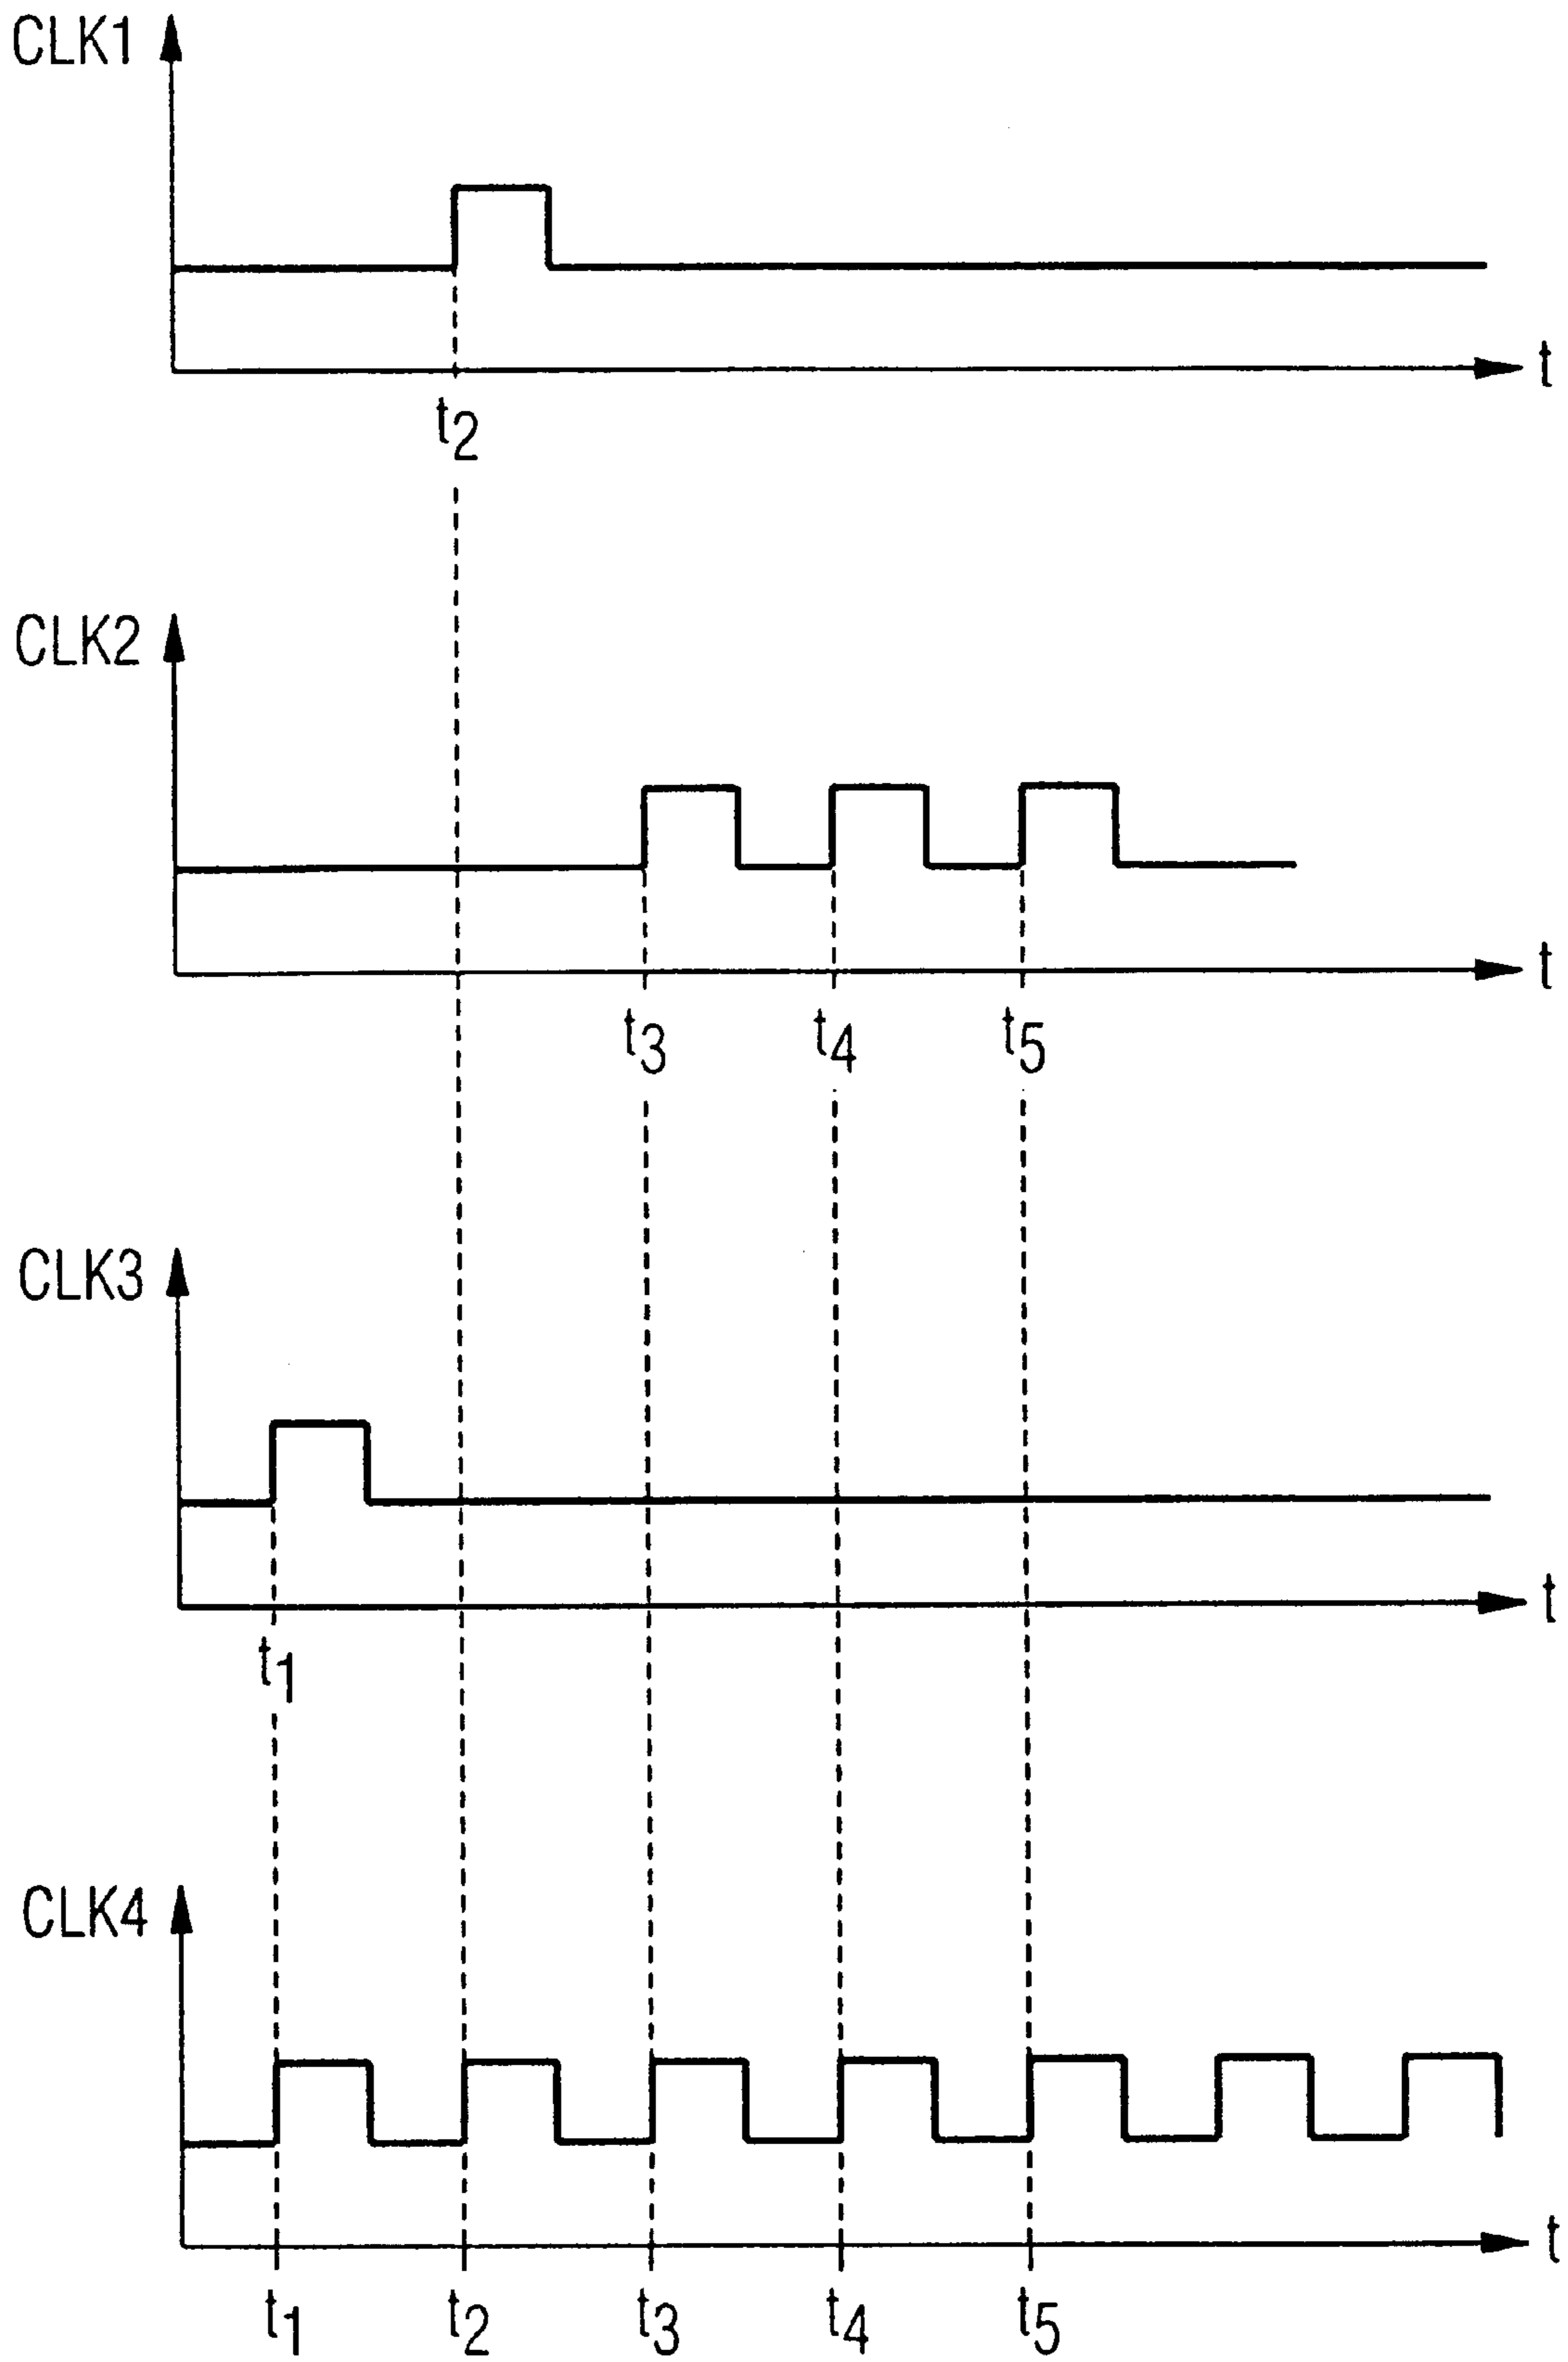 CLK1
t
t2
CLK2
t
t3 t4 t5
CLK3
t
t1
CLK4
t
t1 t2 t3 t4 t5